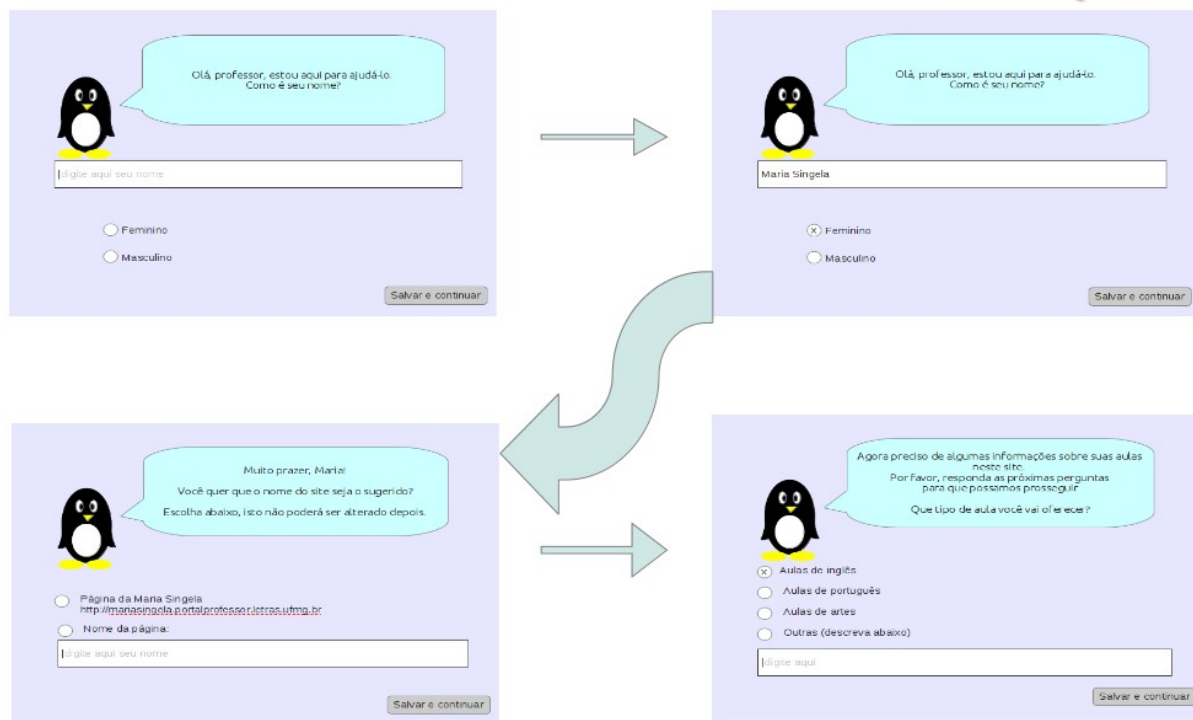 Olá, professor, estou aqui para ajudá-lo.
Como é seu nome?
digite aqui seu nome
Feminino
Masculino
Salvar e continuar
Olá, professor, estou aqui para ajudá-lo.
Como é seu nome?
Maria Singela
Feminino
Masculino
Salvar e continuar
Muito prazer, Maria!
Você quer que o nome do site seja o sugerido?
Escolha abaixo, isto não poderá ser alterado depois.
Página da Maria Singela
http://mariasingela.portalprofessor.letras.ufmg.br
Nome da página:
digite aqui seu nome
Salvar e continuar
Agora preciso de algumas informações sobre suas aulas
neste site.
Por favor, responda as próximas perguntas
para que possamos prosseguir
Que tipo de aula você vai oferecer?
Aulas de inglês
Aulas de português
Aulas de artes
Outras (descreva abaixo)
digite aqui
Salvar e continuar